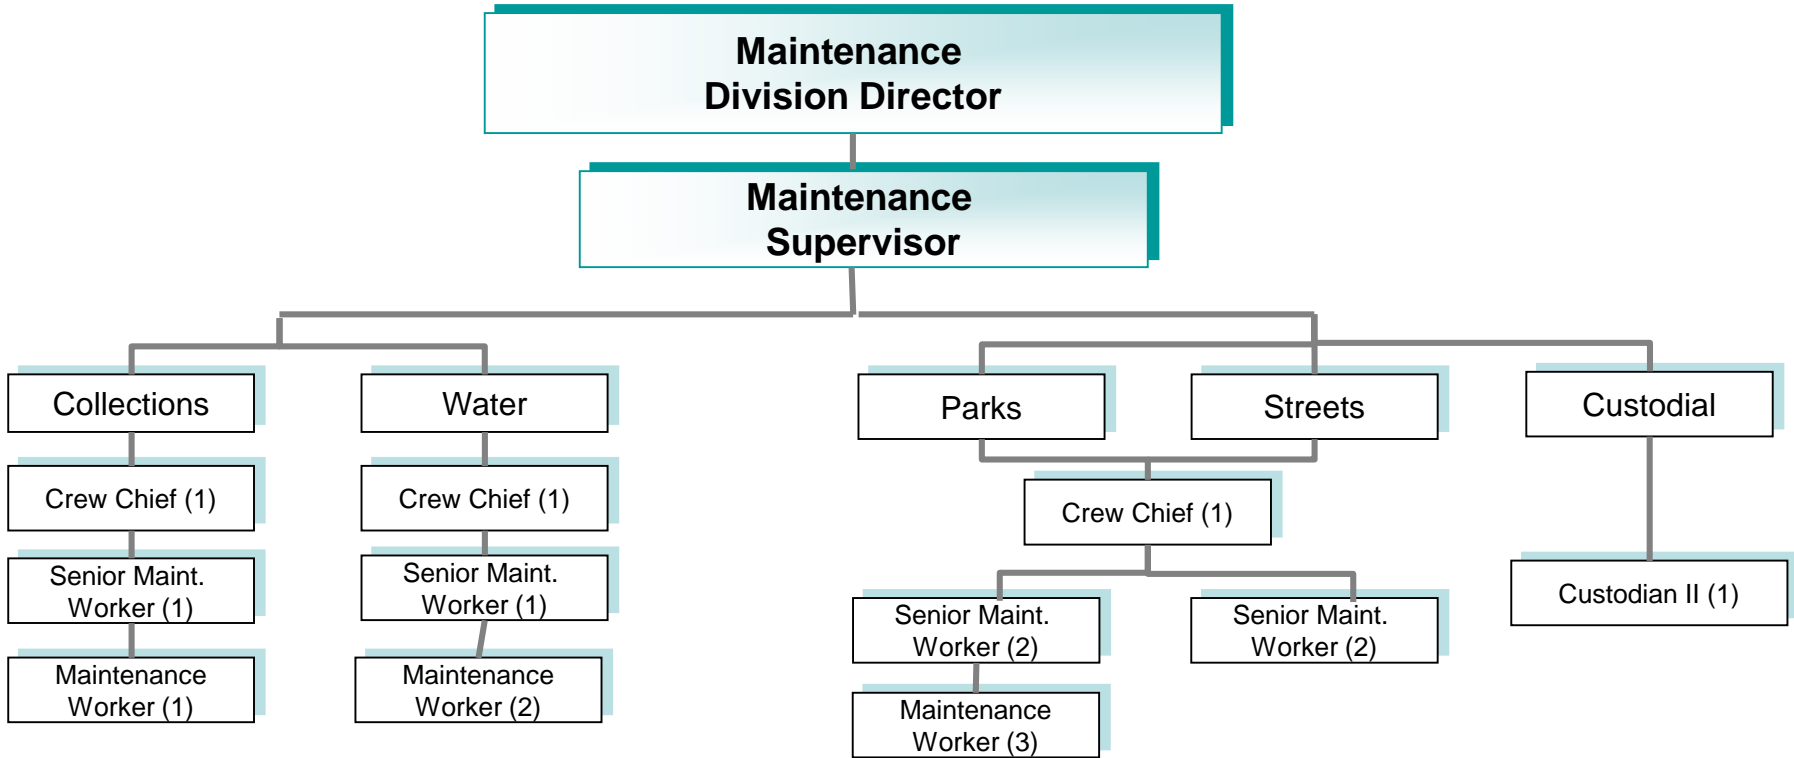 Maintenance
Division Director
Maintenance
Supervisor
Collections
Water
Parks
Streets
Custodial
Crew Chief (1)
Crew Chief (1)
Crew Chief (1)
Senior Maint.
Worker (1)
Senior Maint.
Worker (1)
Senior Maint.
Worker (2)
Senior Maint.
Worker (2)
Custodian II (1)
Maintenance
Worker (1)
Maintenance
Worker (2)
Maintenance
Worker (3)